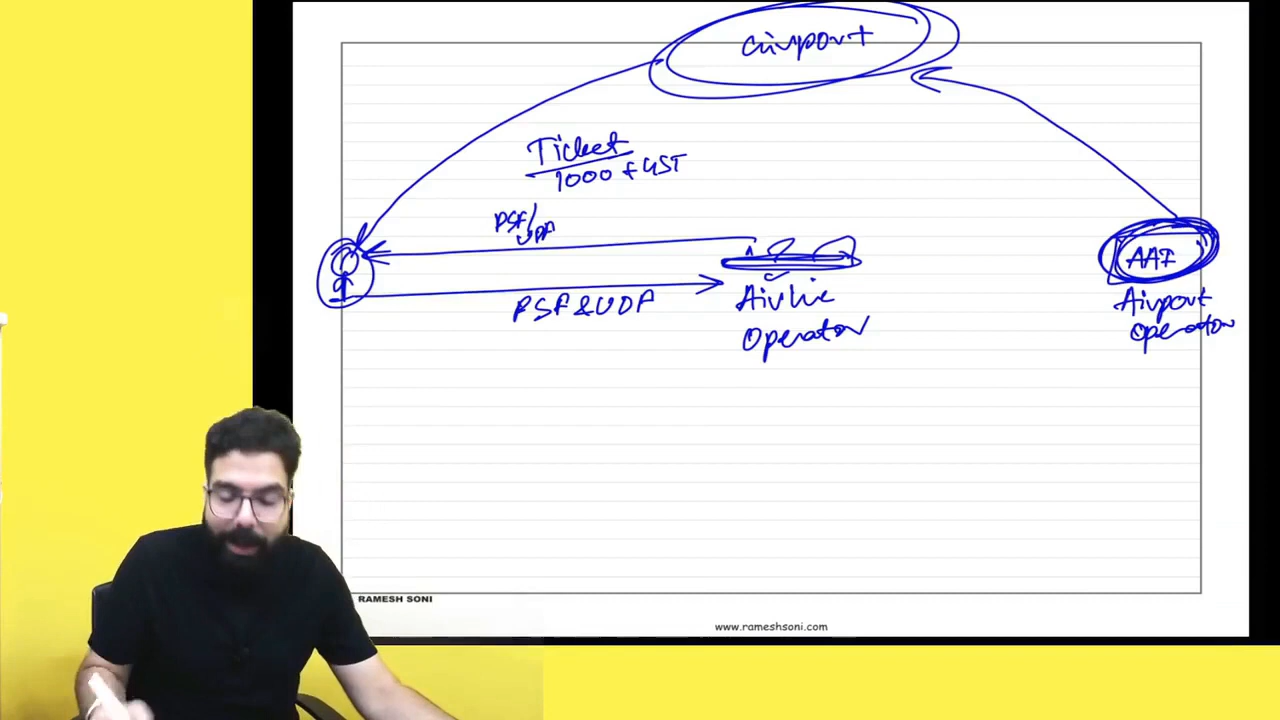 airport
Ticket
1000 + GST
PSF/
UDF
PSF & UDF
Airline
Operator
AAI
Airport
Operator
RAMESH SONI
www.rameshsoni.com